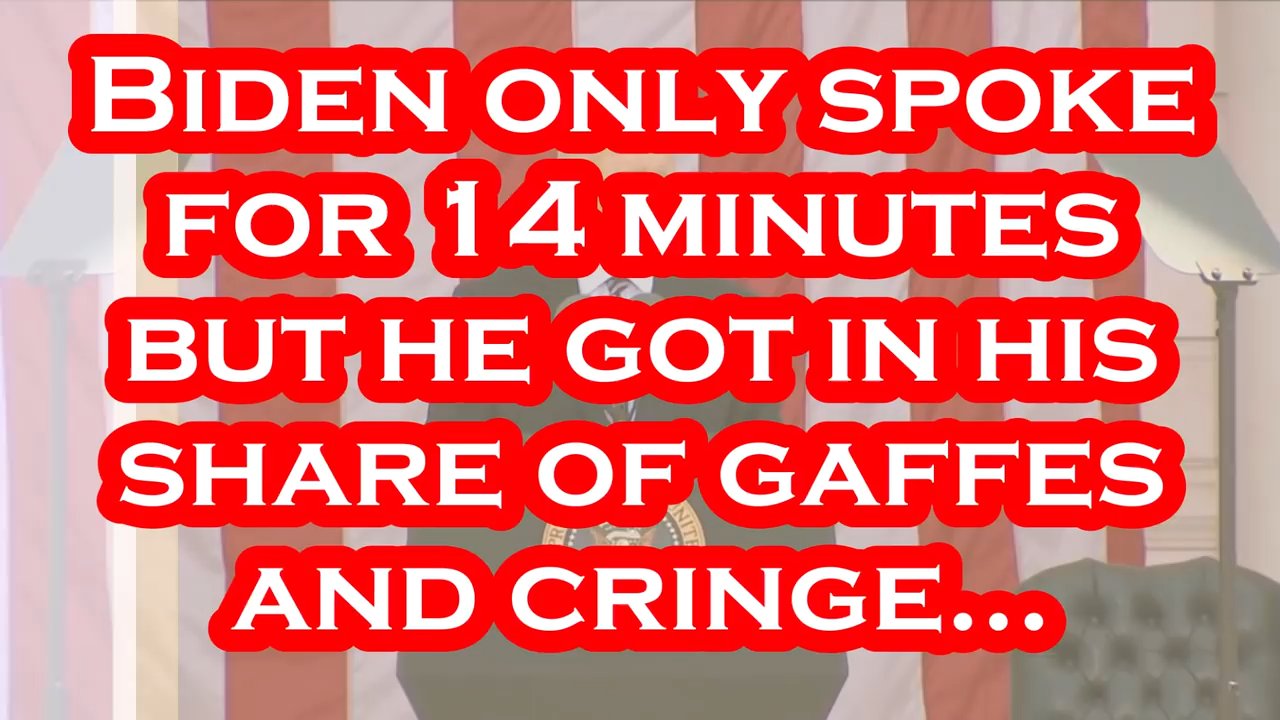 Biden only spoke
for 14 minutes
but he got in his
share of gaffes
and cringe...